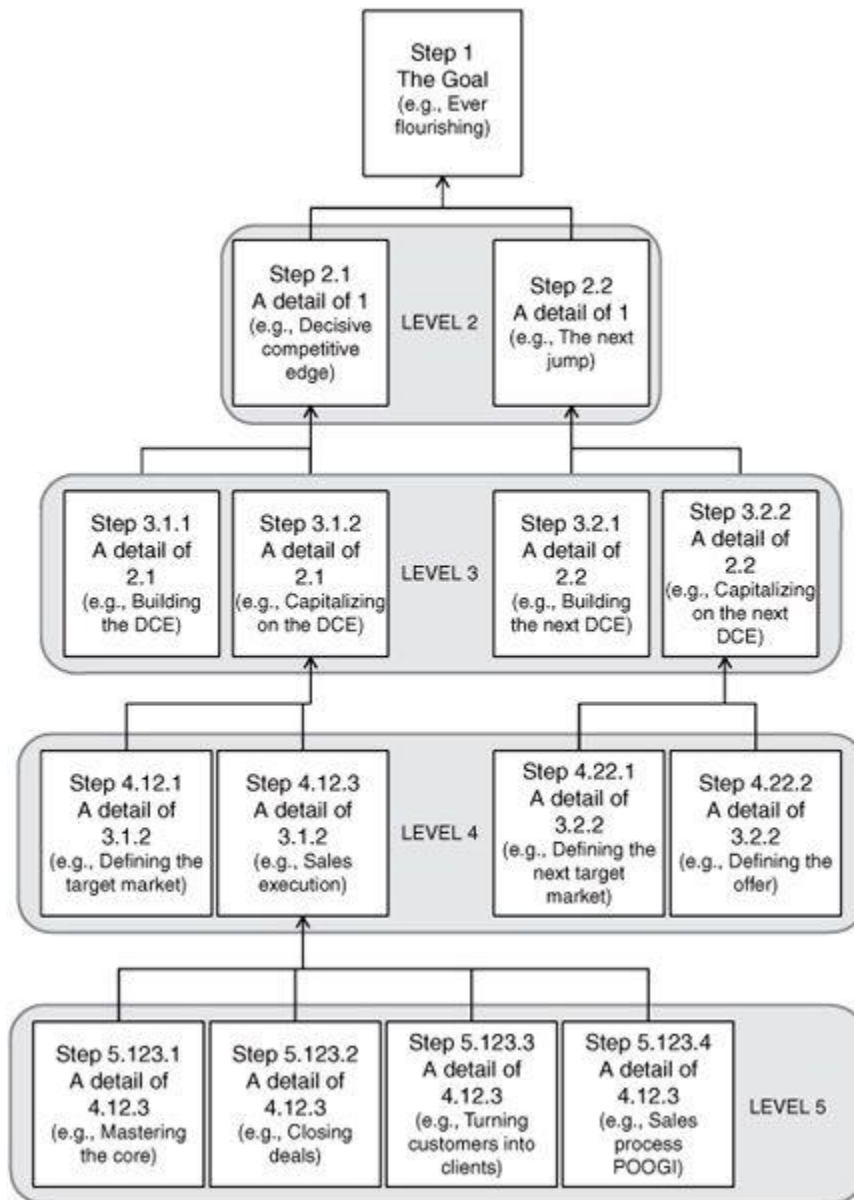 Step 1
The Goal
(e.g., Ever
flourishing)
Step 2.1
A detail of 1
(e.g., Decisive
competitive
edge)
LEVEL 2
Step 2.2
A detail of 1
(e.g., The next
jump)
Step 3.1.1
A detail of
2.1
(e.g., Building
the DCE)
Step 3.1.2
A detail of
2.1
(e.g., Capitalizing
on the DCE)
LEVEL 3
Step 3.2.1
A detail of
2.2
(e.g., Building
the next DCE)
Step 3.2.2
A detail of
2.2
(e.g., Capitalizing
on the next
DCE)
Step 4.12.1
A detail of
3.1.2
(e.g., Defining the
target market)
Step 4.12.3
A detail of
3.1.2
(e.g., Sales
execution)
LEVEL 4
Step 4.22.1
A detail of
3.2.2
(e.g., Defining the
next target
market)
Step 4.22.2
A detail of
3.2.2
(e.g., Defining the
offer)
Step 5.123.1
A detail of
4.12.3
(e.g., Mastering
the core)
Step 5.123.2
A detail of
4.12.3
(e.g., Closing
deals)
Step 5.123.3
A detail of
4.12.3
(e.g., Turning
customers into
clients)
Step 5.123.4
A detail of
4.12.3
(e.g., Sales
process
POOGI)
LEVEL 5